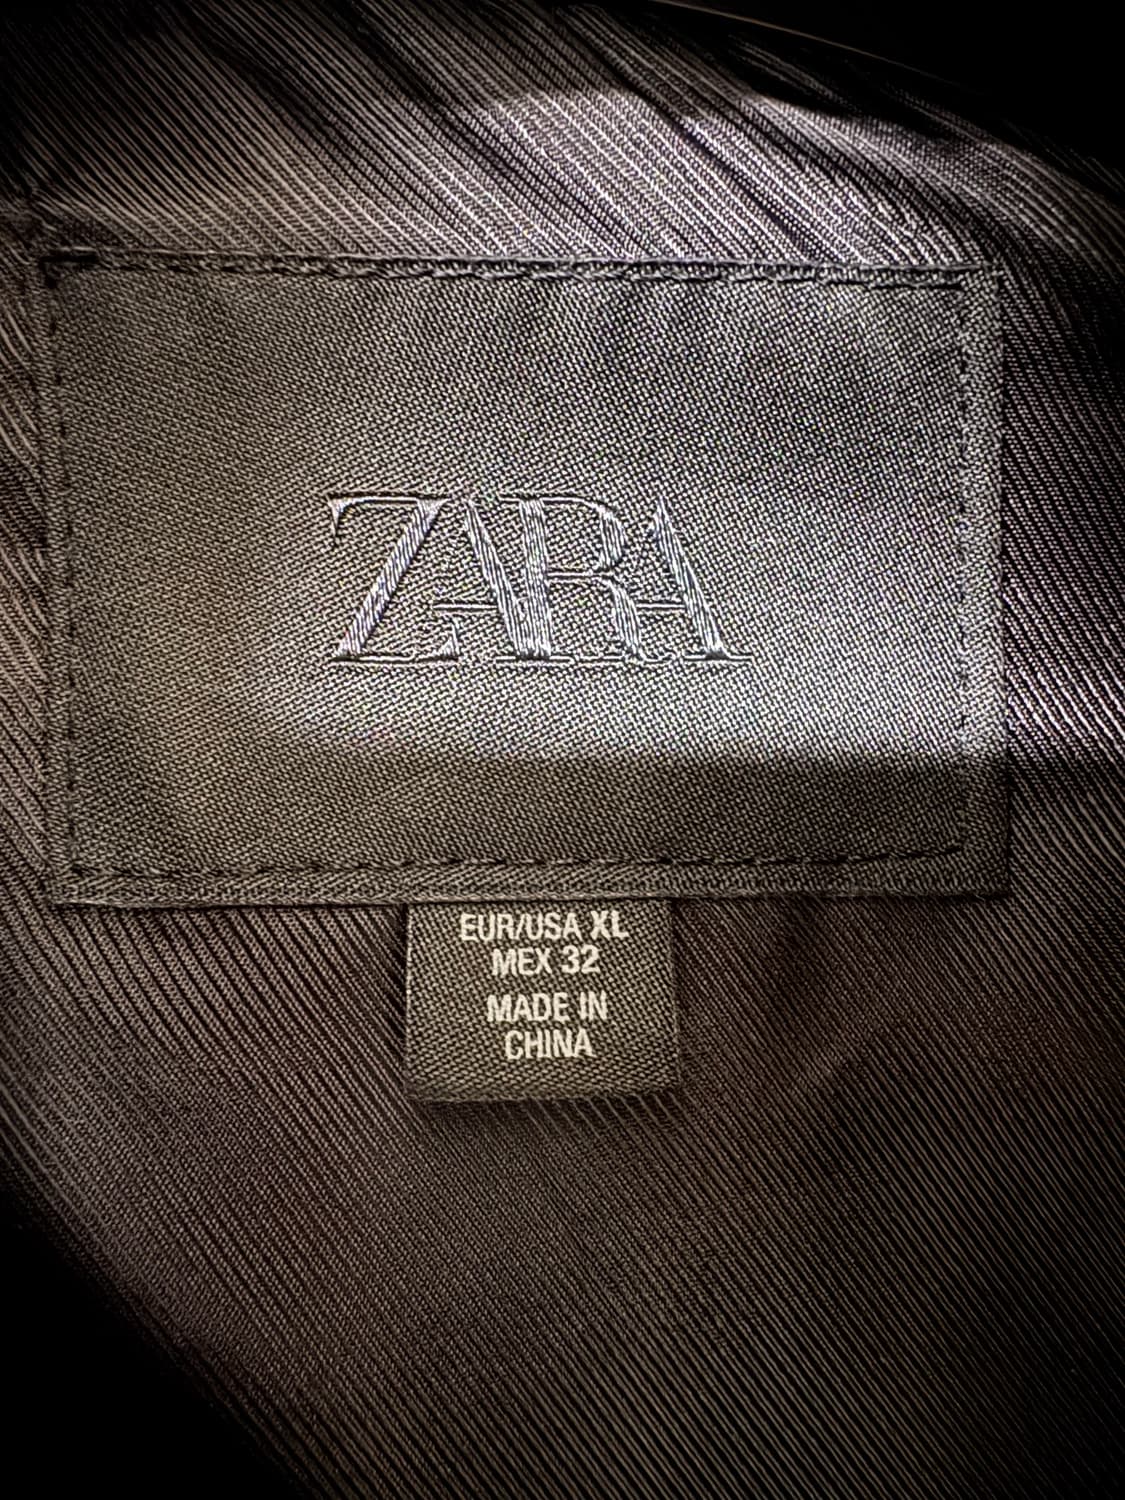 ZARA
EUR/USA XL
MEX 32
MADE IN
CHINA